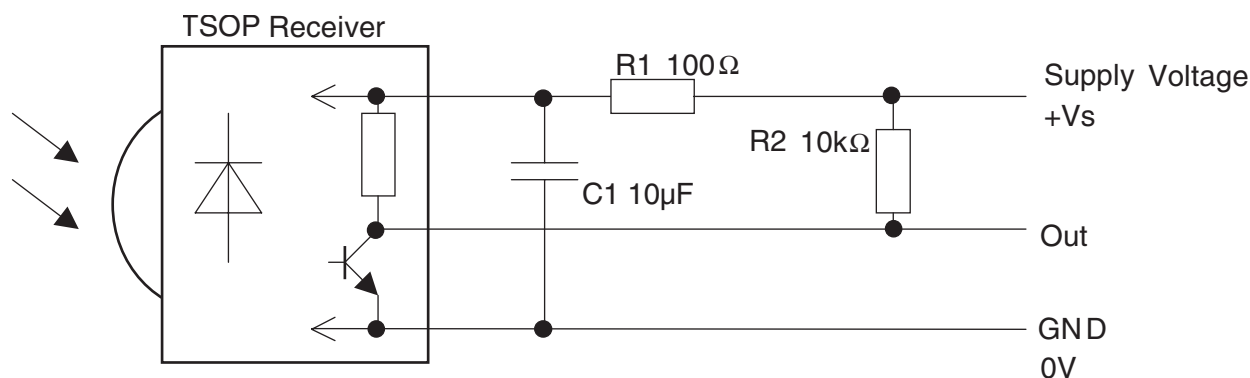 TSOP Receiver
R1 100Ω
Supply Voltage
+Vs
R2 10kΩ
C1 10µF
Out
GND
0V